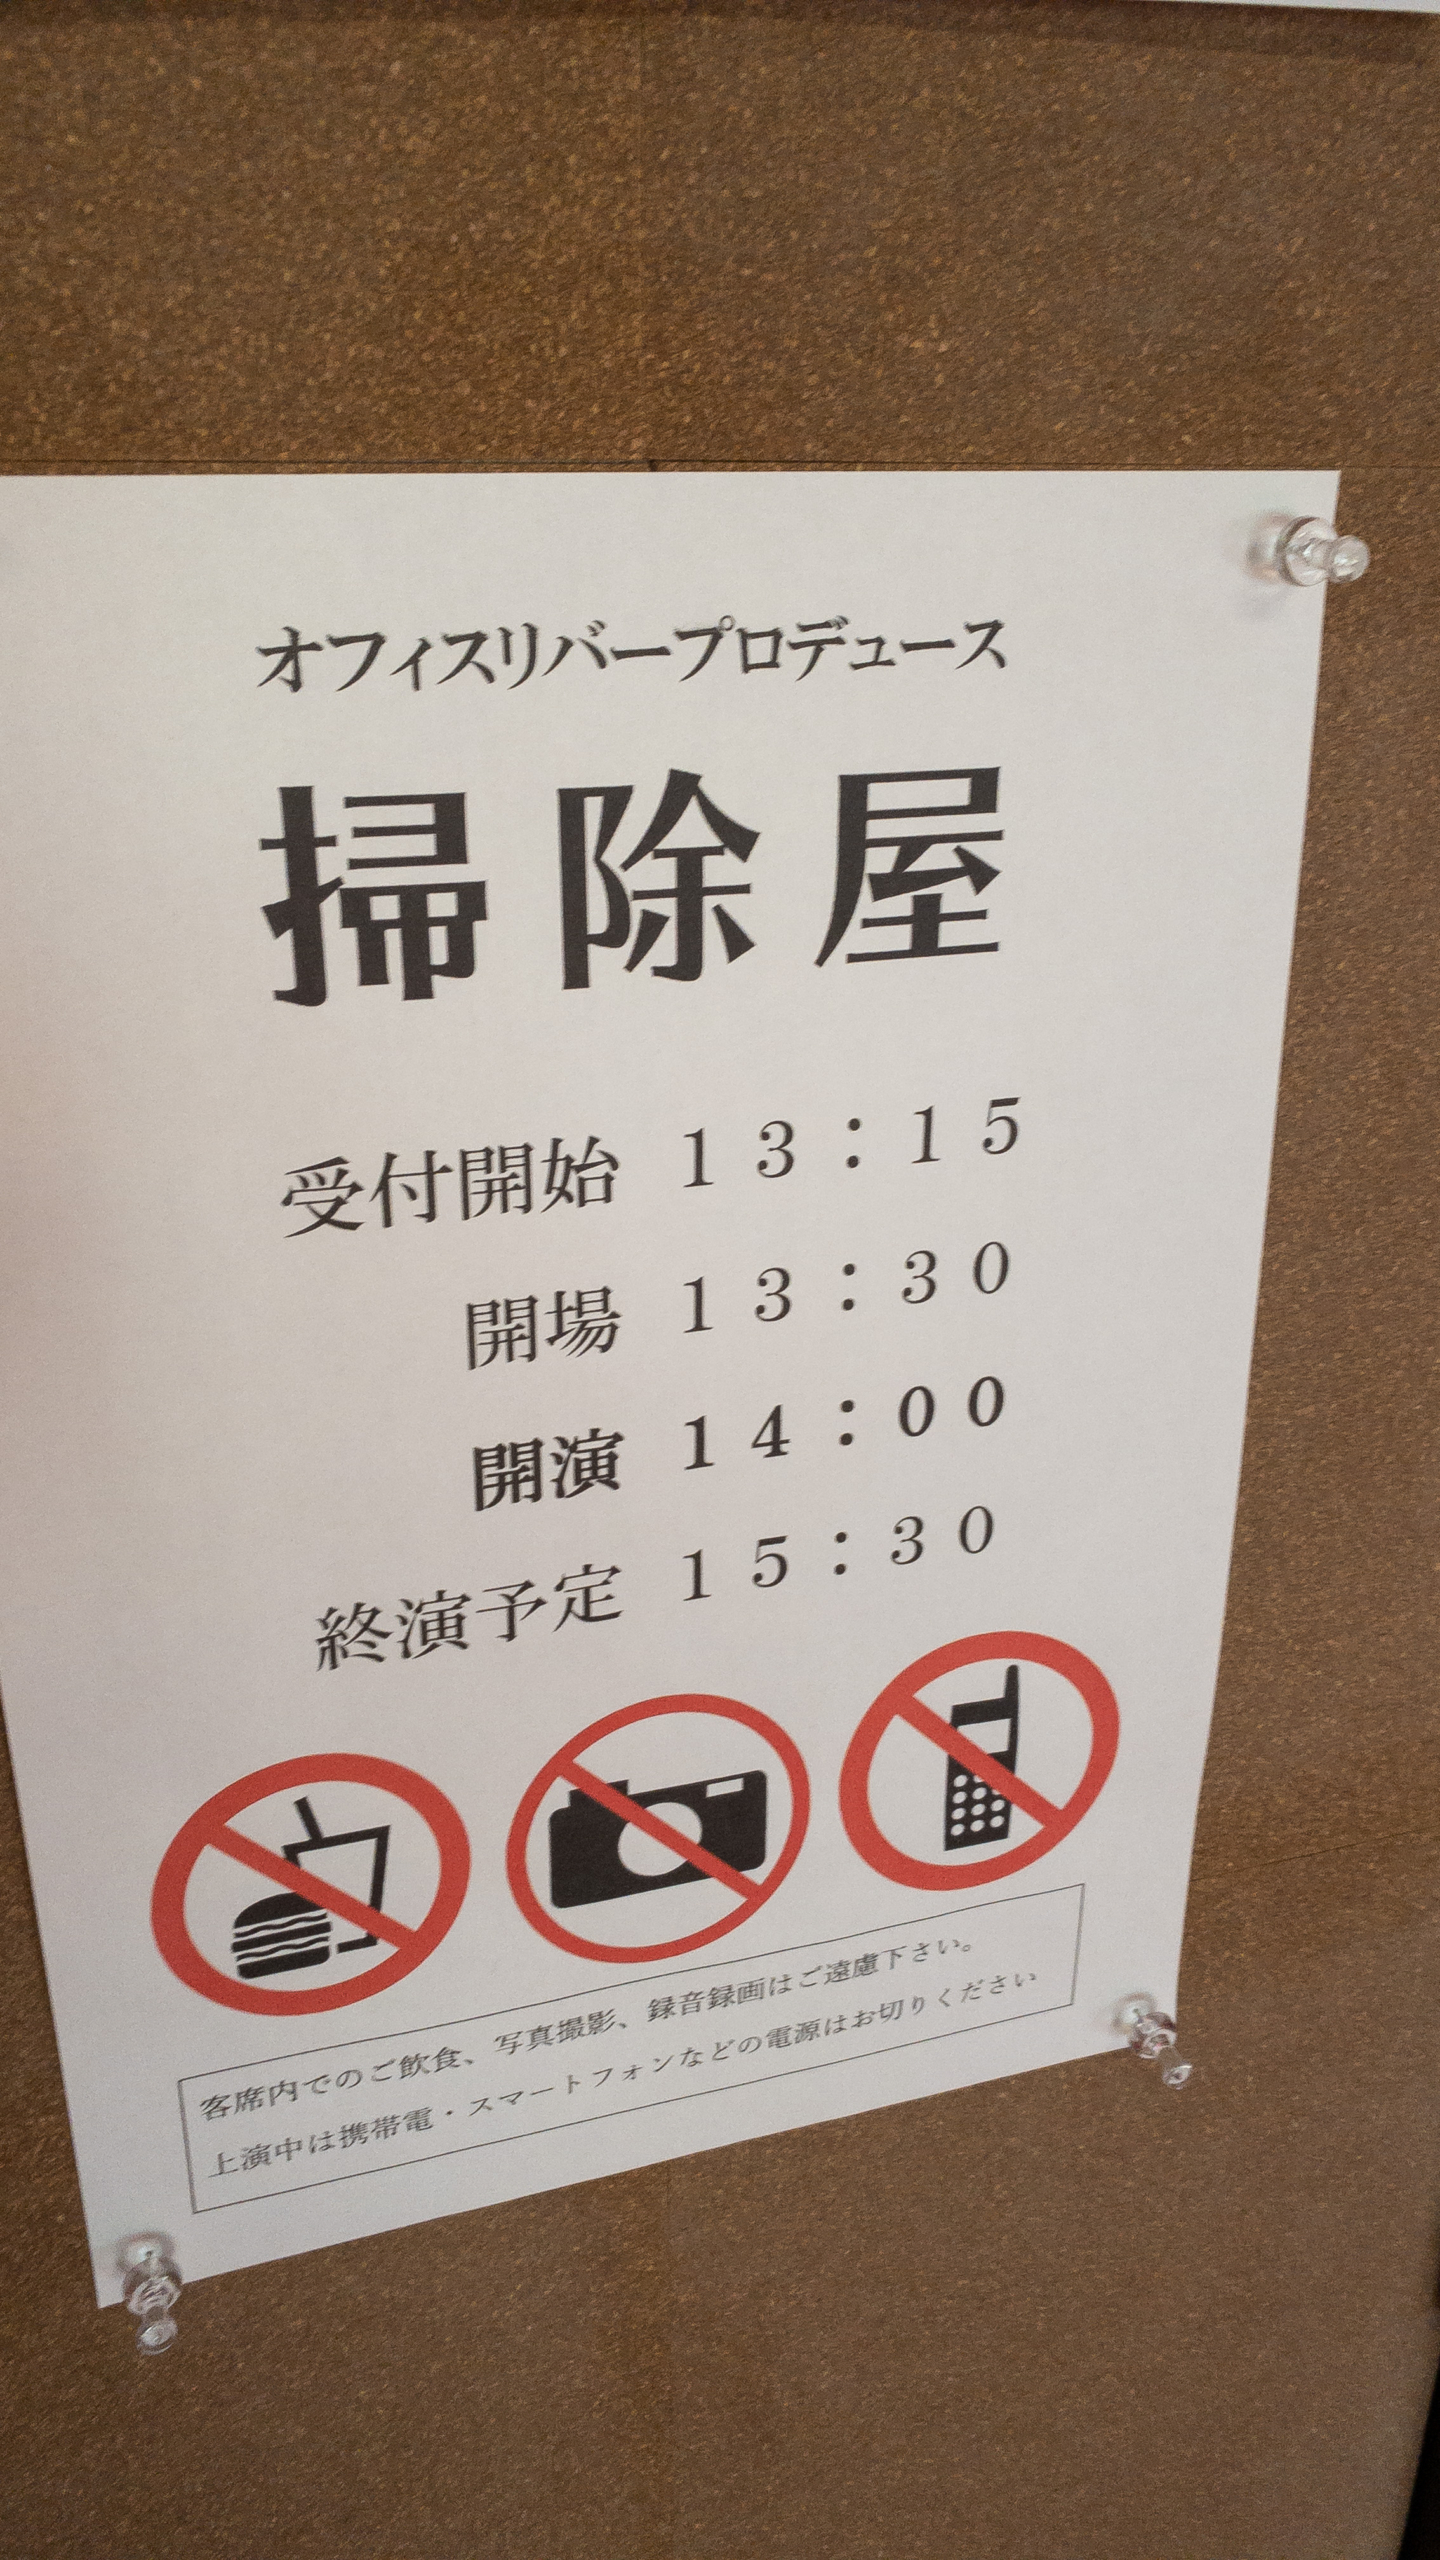 オフィスリバープロデュース
掃除屋
受付開始 １３：１５
開場 １３：３０
開演 １４：００
終演予定 １５：３０
客席内でのご飲食、写真撮影、録音録画はご遠慮下さい。
上演中は携帯電・スマートフォンなどの電源はお切りください